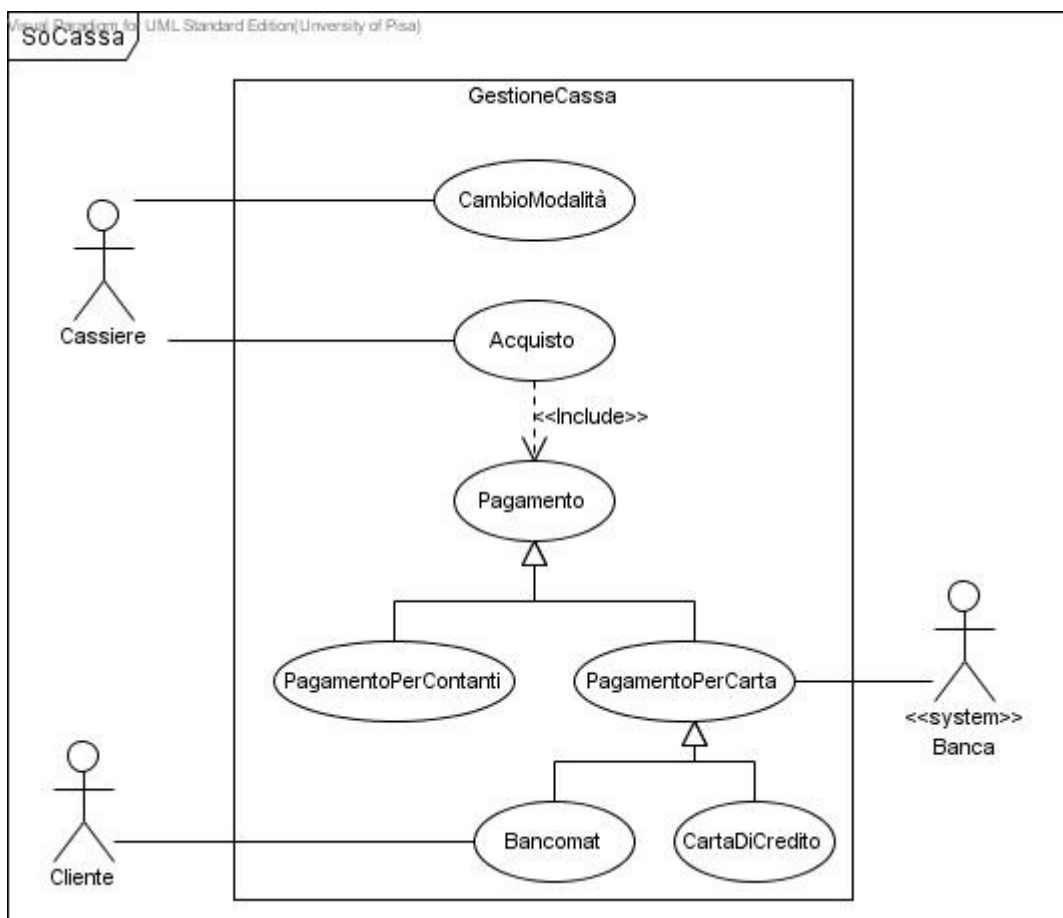 Visual Paradigm for UML Standard Edition(University of Pisa)
SoCassa
GestioneCassa
CambioModalità
Cassiere
Acquisto
<<Include>>
Pagamento
PagamentoPerContanti
PagamentoPerCarta
<<system>>
Banca
Bancomat
CartaDiCredito
Cliente